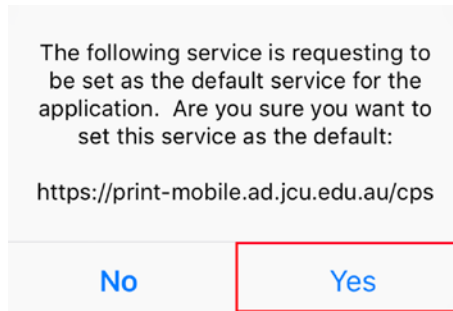 The following service is requesting to
be set as the default service for the
application.  Are you sure you want to
set this service as the default:
https://print-mobile.ad.jcu.edu.au/cps
No
Yes